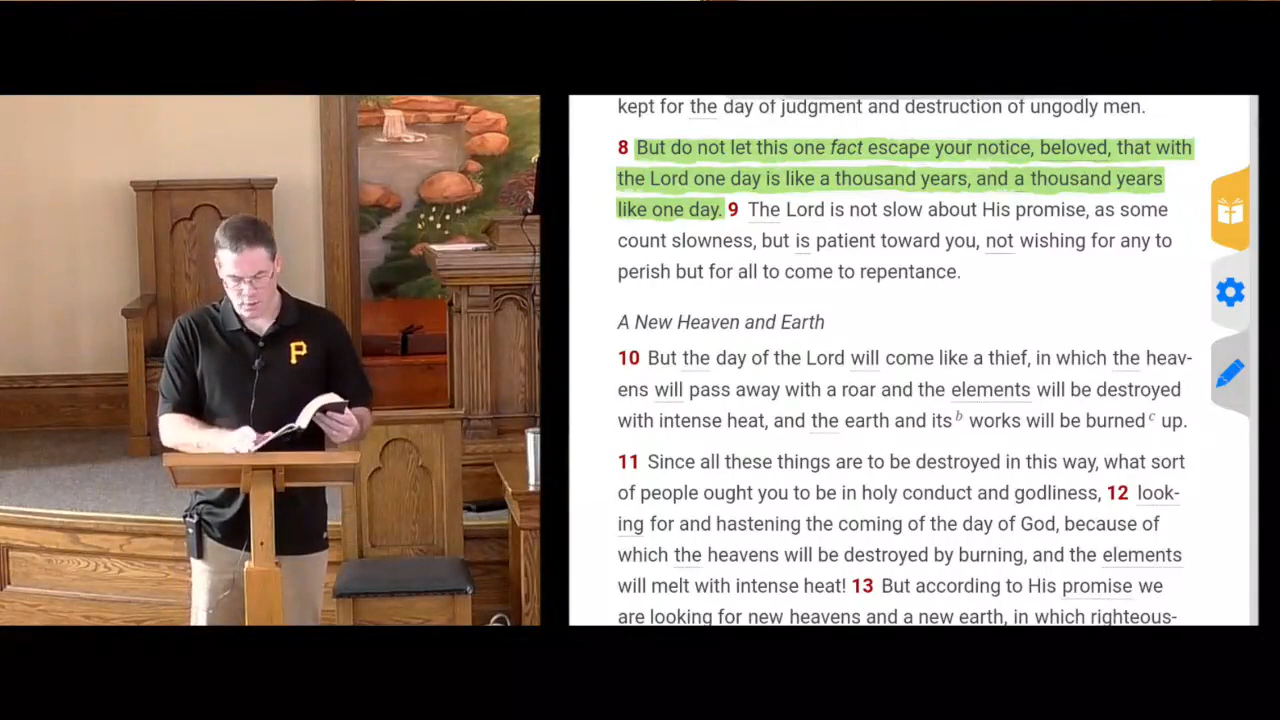 P
kept for the day of judgment and destruction of ungodly men.
8 But do not let this one fact escape your notice, beloved, that with
the Lord one day is like a thousand years, and a thousand years
like one day. 9 The Lord is not slow about His promise, as some
count slowness, but is patient toward you, not wishing for any to
perish but for all to come to repentance.
A New Heaven and Earth
10 But the day of the Lord will come like a thief, in which the heav-
ens will pass away with a roar and the elements will be destroyed
with intense heat, and the earth and its b works will be burned c up.
11 Since all these things are to be destroyed in this way, what sort
of people ought you to be in holy conduct and godliness, 12 look-
ing for and hastening the coming of the day of God, because of
which the heavens will be destroyed by burning, and the elements
will melt with intense heat! 13 But according to His promise we
are looking for new heavens and a new earth, in which righteous-